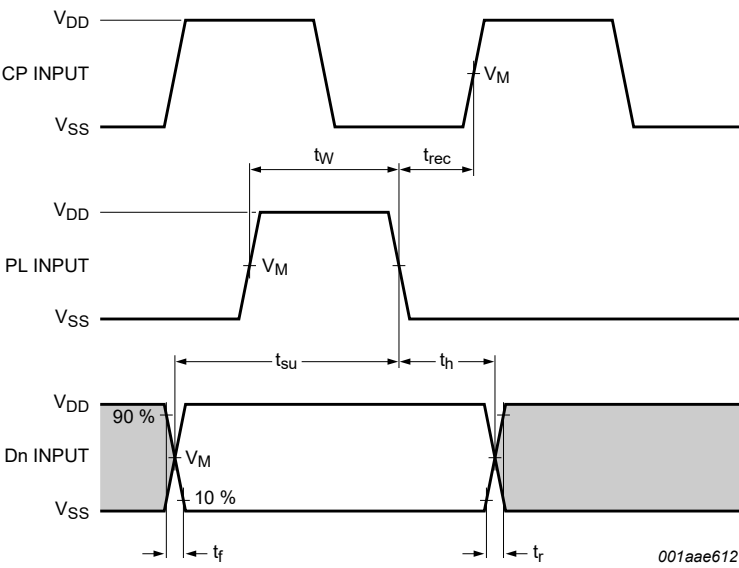 VDD
CP INPUT
VM
VSS
tW
trec
VDD
PL INPUT
VM
VSS
tsu
th
VDD
90 %
Dn INPUT
VM
10 %
VSS
tf
tr
001aae612